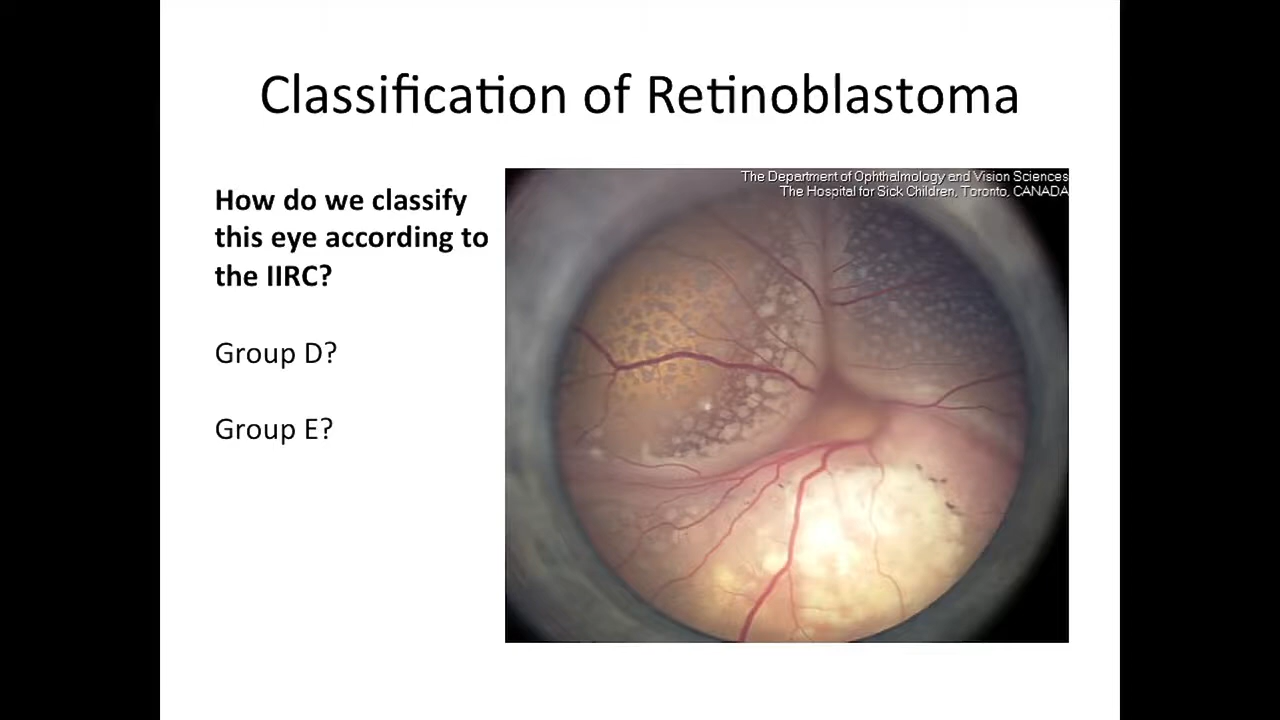 Classification of Retinoblastoma
How do we classify
this eye according to
the IIRC?
Group D?
Group E?
The Department of Ophthalmology and Vision Sciences
The Hospital for Sick Children, Toronto, CANADA